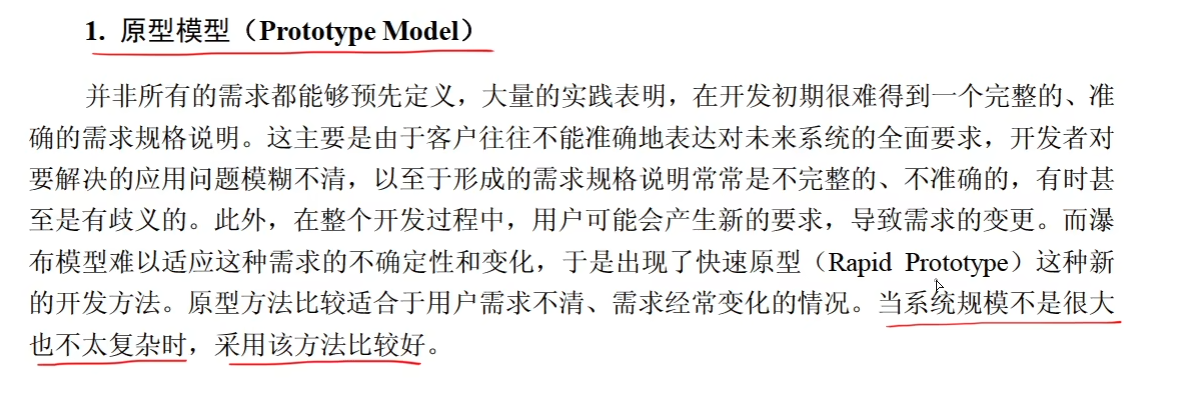 1. 原型模型（Prototype Model）
并非所有的需求都能够预先定义，大量的实践表明，在开发初期很难得到一个完整的、准
确的需求规格说明。这主要是由于客户往往不能准确地表达对未来系统的全面要求，开发者对
要解决的应用问题模糊不清，以至于形成的需求规格说明常常是不完整的、不准确的，有时甚
至是有歧义的。此外，在整个开发过程中，用户可能会产生新的要求，导致需求的变更。而瀑
布模型难以适应这种需求的不确定性和变化，于是出现了快速原型（Rapid Prototype）这种新
的开发方法。原型方法比较适合于用户需求不清、需求经常变化的情况。当系统规模不是很大
也不太复杂时，采用该方法比较好。